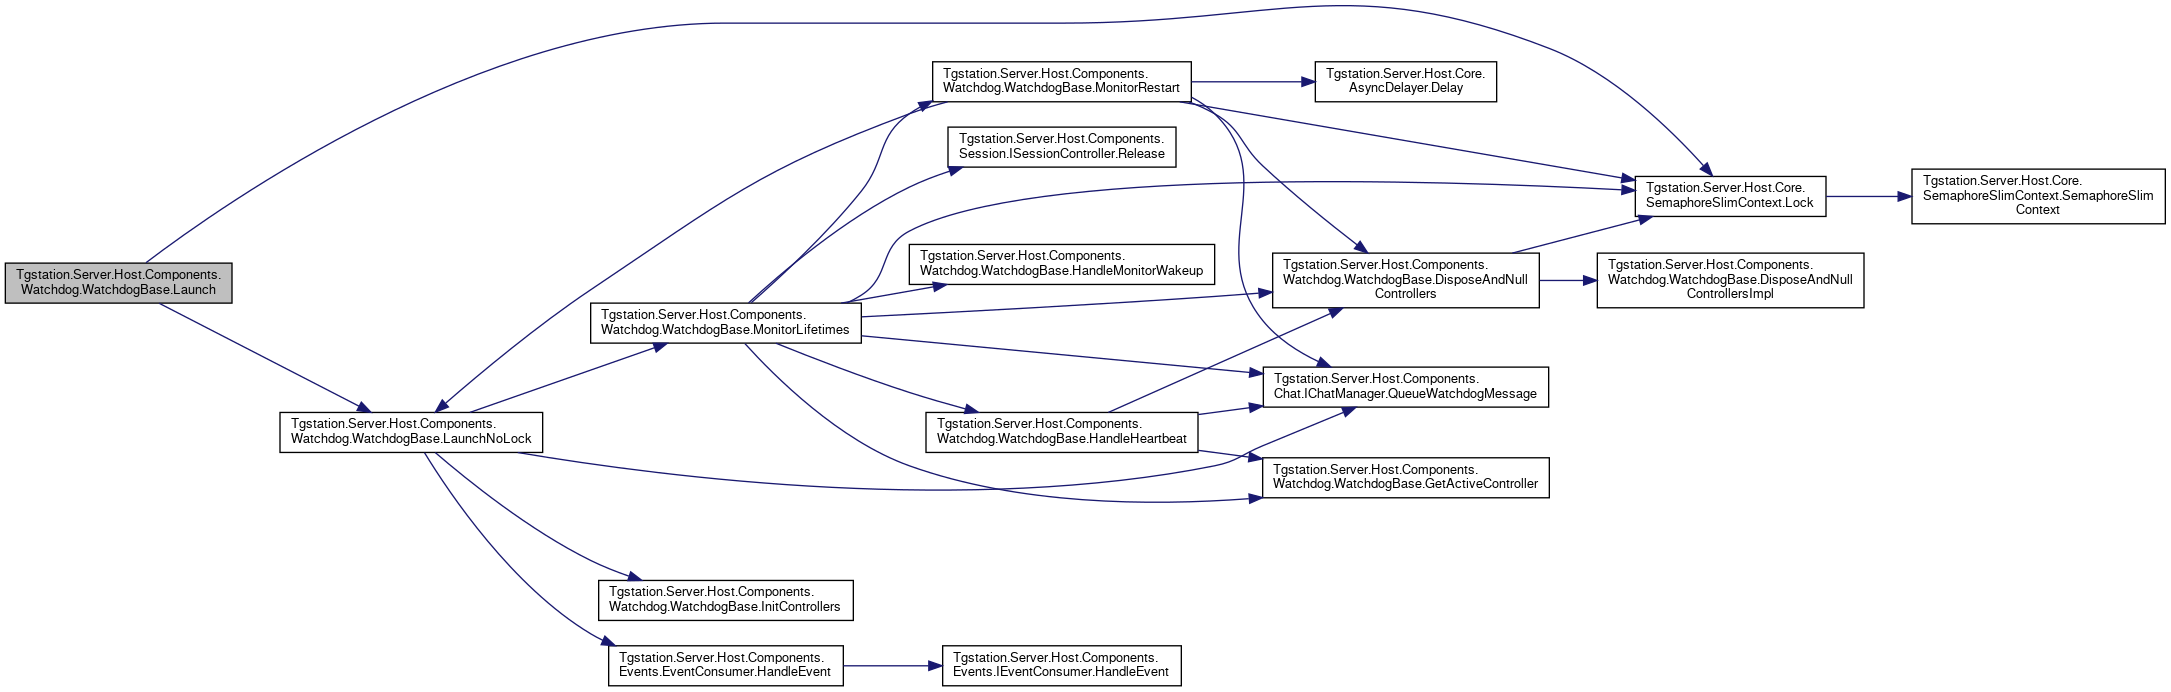 Tgstation.Server.Host.Components.
Watchdog.WatchdogBase.Launch
Tgstation.Server.Host.Components.
Watchdog.WatchdogBase.LaunchNoLock
Tgstation.Server.Host.Components.
Watchdog.WatchdogBase.MonitorLifetimes
Tgstation.Server.Host.Components.
Watchdog.WatchdogBase.InitControllers
Tgstation.Server.Host.Components.
Events.EventConsumer.HandleEvent
Tgstation.Server.Host.Components.
Watchdog.WatchdogBase.MonitorRestart
Tgstation.Server.Host.Components.
Session.ISessionController.Release
Tgstation.Server.Host.Components.
Watchdog.WatchdogBase.HandleMonitorWakeup
Tgstation.Server.Host.Components.
Watchdog.WatchdogBase.HandleHeartbeat
Tgstation.Server.Host.Components.
Events.IEventConsumer.HandleEvent
Tgstation.Server.Host.Core.
AsyncDelayer.Delay
Tgstation.Server.Host.Components.
Watchdog.WatchdogBase.DisposeAndNull
Controllers
Tgstation.Server.Host.Components.
Chat.IChatManager.QueueWatchdogMessage
Tgstation.Server.Host.Components.
Watchdog.WatchdogBase.GetActiveController
Tgstation.Server.Host.Core.
SemaphoreSlimContext.Lock
Tgstation.Server.Host.Components.
Watchdog.WatchdogBase.DisposeAndNull
ControllersImpl
Tgstation.Server.Host.Core.
SemaphoreSlimContext.SemaphoreSlim
Context